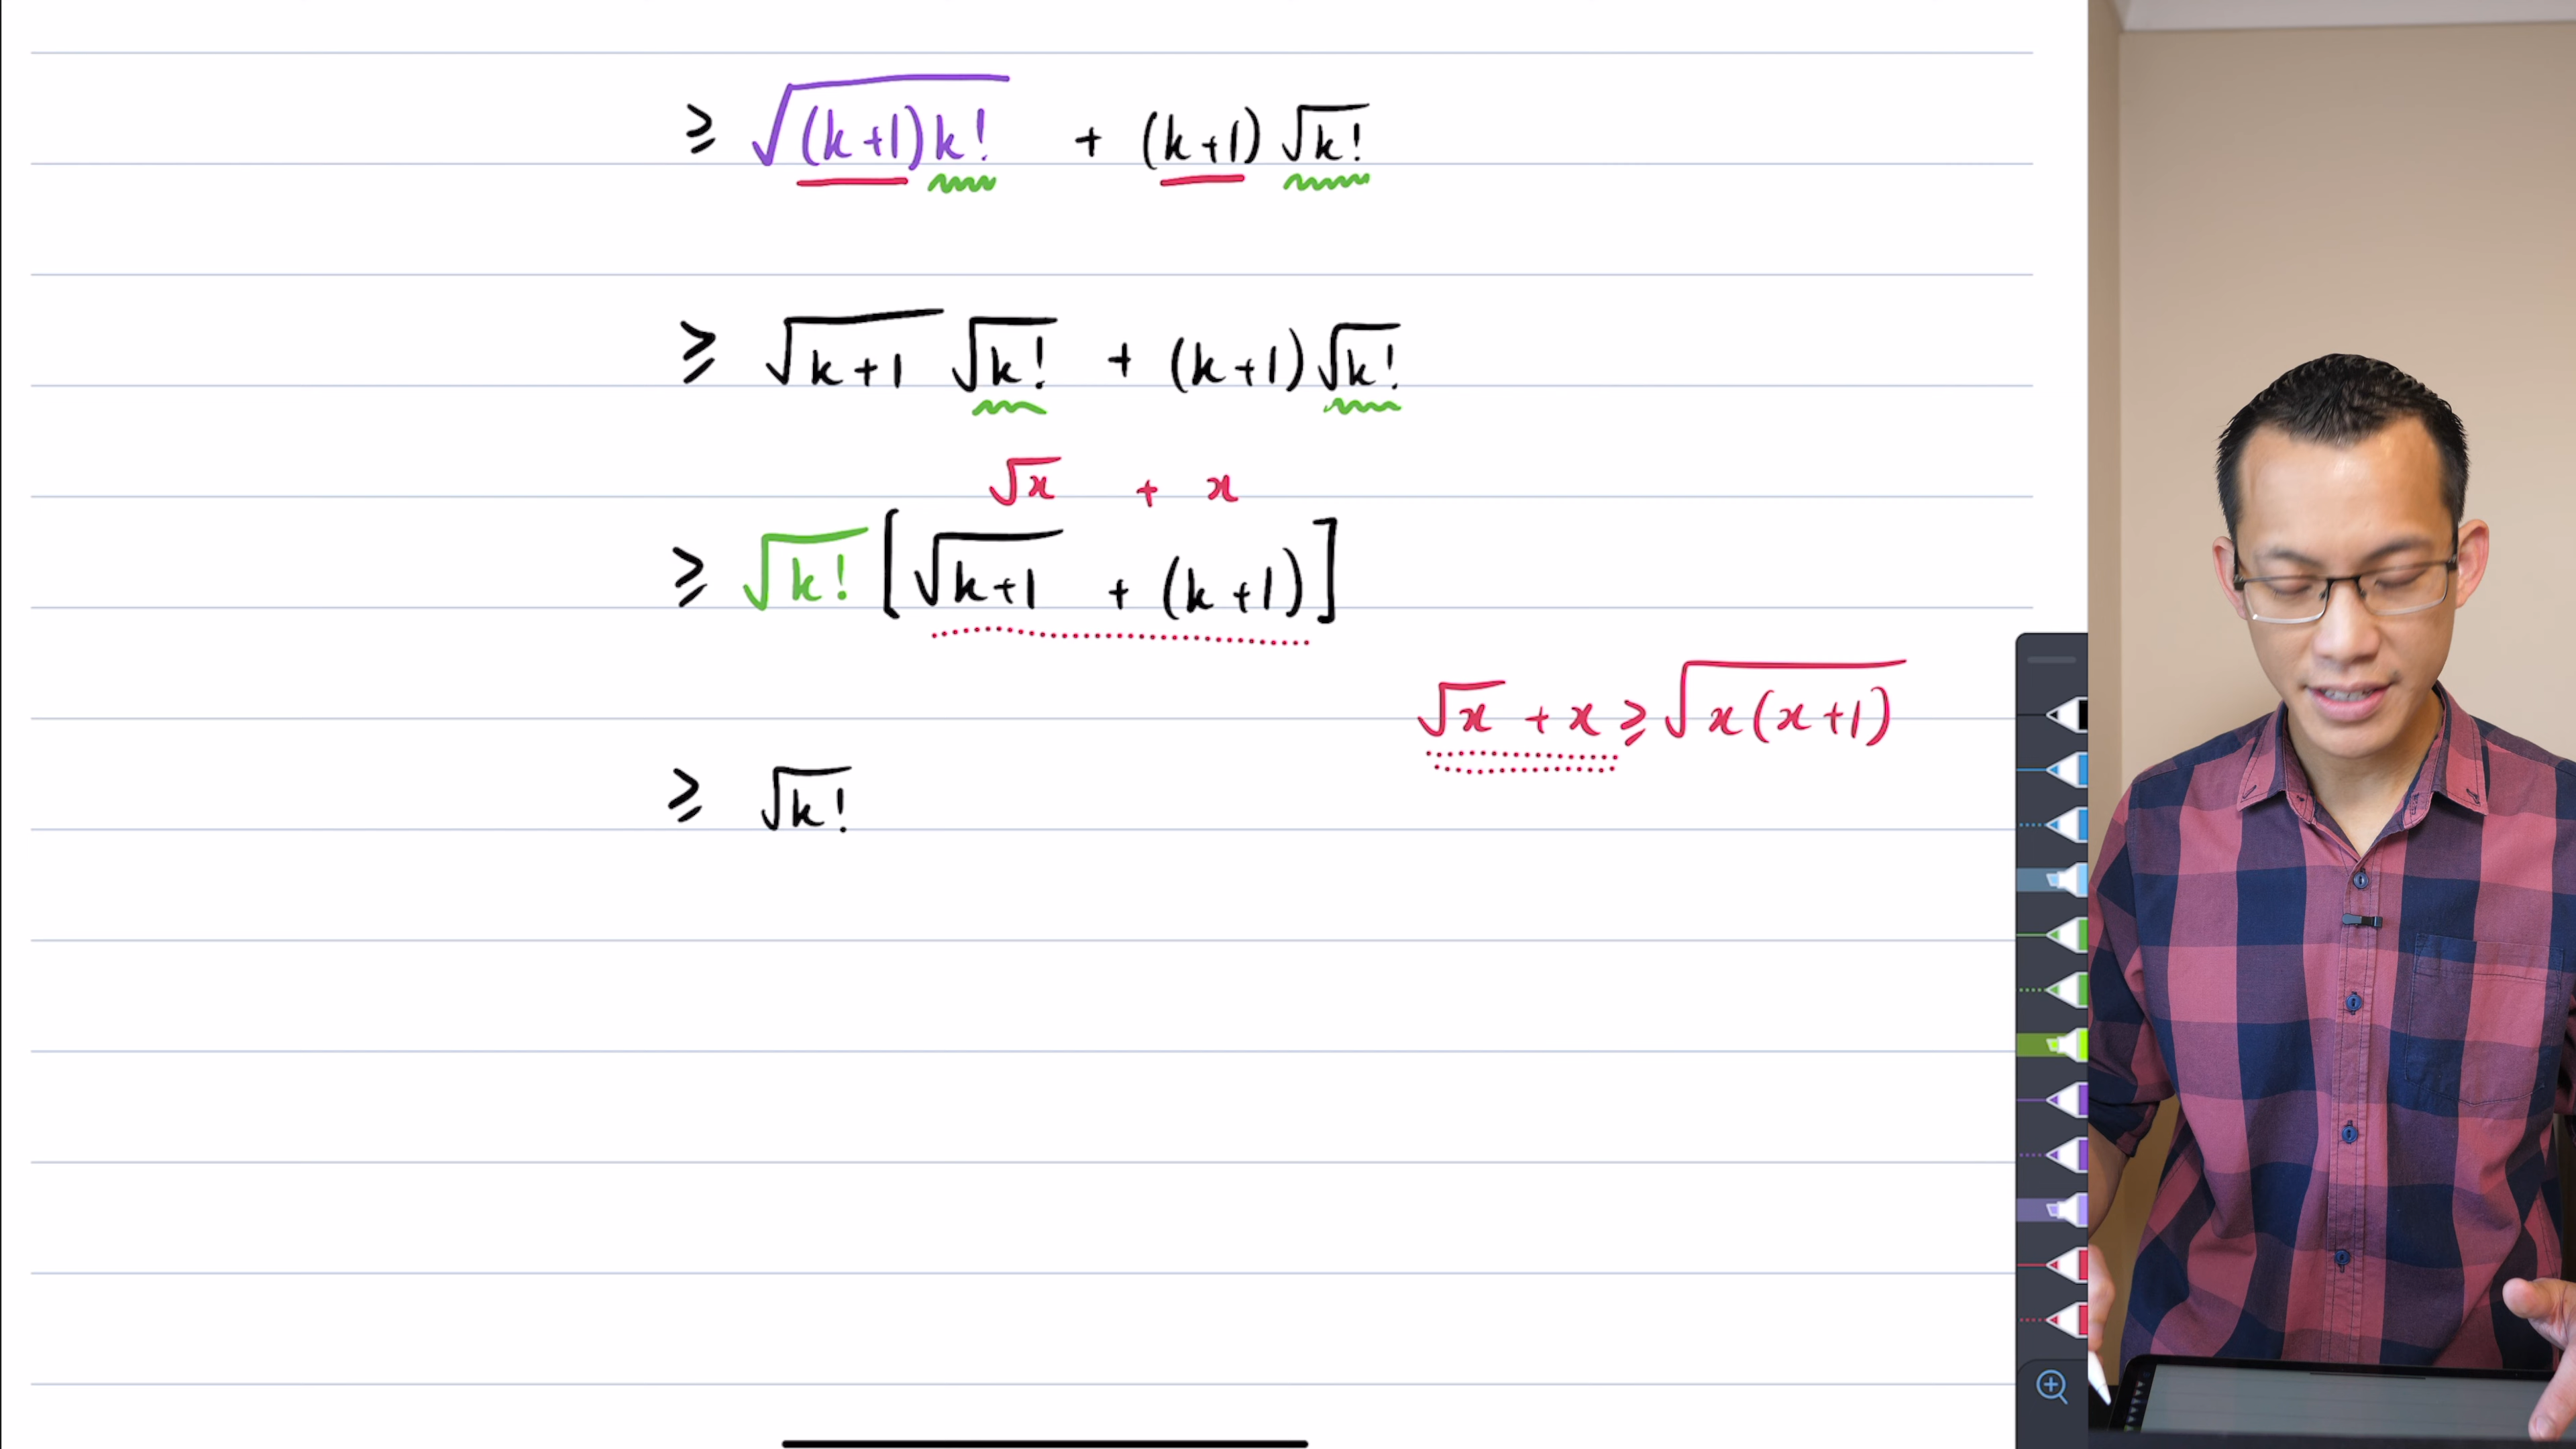 ≥ √((k+1)k!) + (k+1)√(k!)
≥ √(k+1) √(k!) + (k+1)√(k!)
√x + x
≥ √(k!) [√(k+1) + (k+1)]
√x + x ≥ √(x(x+1))
≥ √(k!)